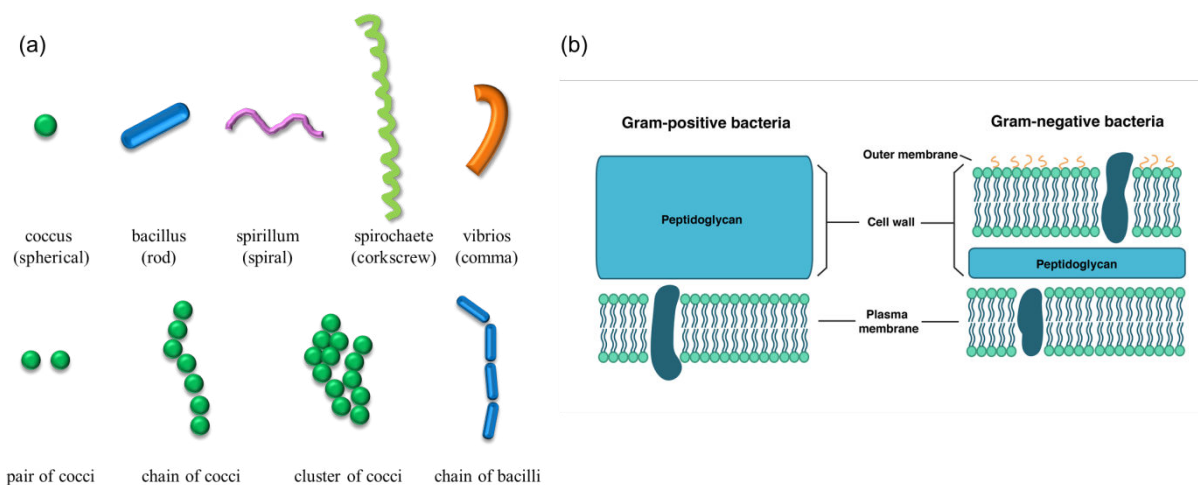 (a)
coccus
(spherical)
bacillus
(rod)
spirillum
(spiral)
spirochaete
(corkscrew)
vibrios
(comma)
pair of cocci
chain of cocci
cluster of cocci
chain of bacilli
(b)
Gram-positive bacteria
Gram-negative bacteria
Outer membrane
Peptidoglycan
Cell wall
Peptidoglycan
Plasma
membrane